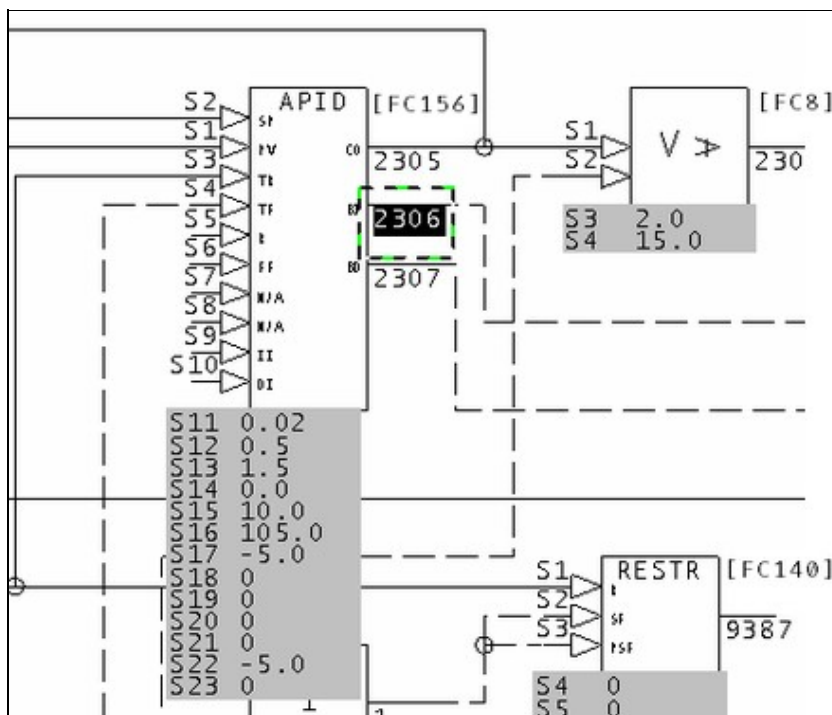 APID
[FC156]
S2
S1
S3
S4
S5
S6
S7
S8
S9
S10
N/A
N/A
II
DI
CO
2305
2306
2307
S11 0.02
S12 0.5
S13 1.5
S14 0.0
S15 10.0
S16 105.0
S17 -5.0
S18 0
S19 0
S20 0
S21 0
S22 -5.0
S23 0
[FC8]
S1
S2
V
230
S3 2.0
S4 15.0
RESTR
[FC140]
S1
S2
S3
9387
S4 0
S5 0
1